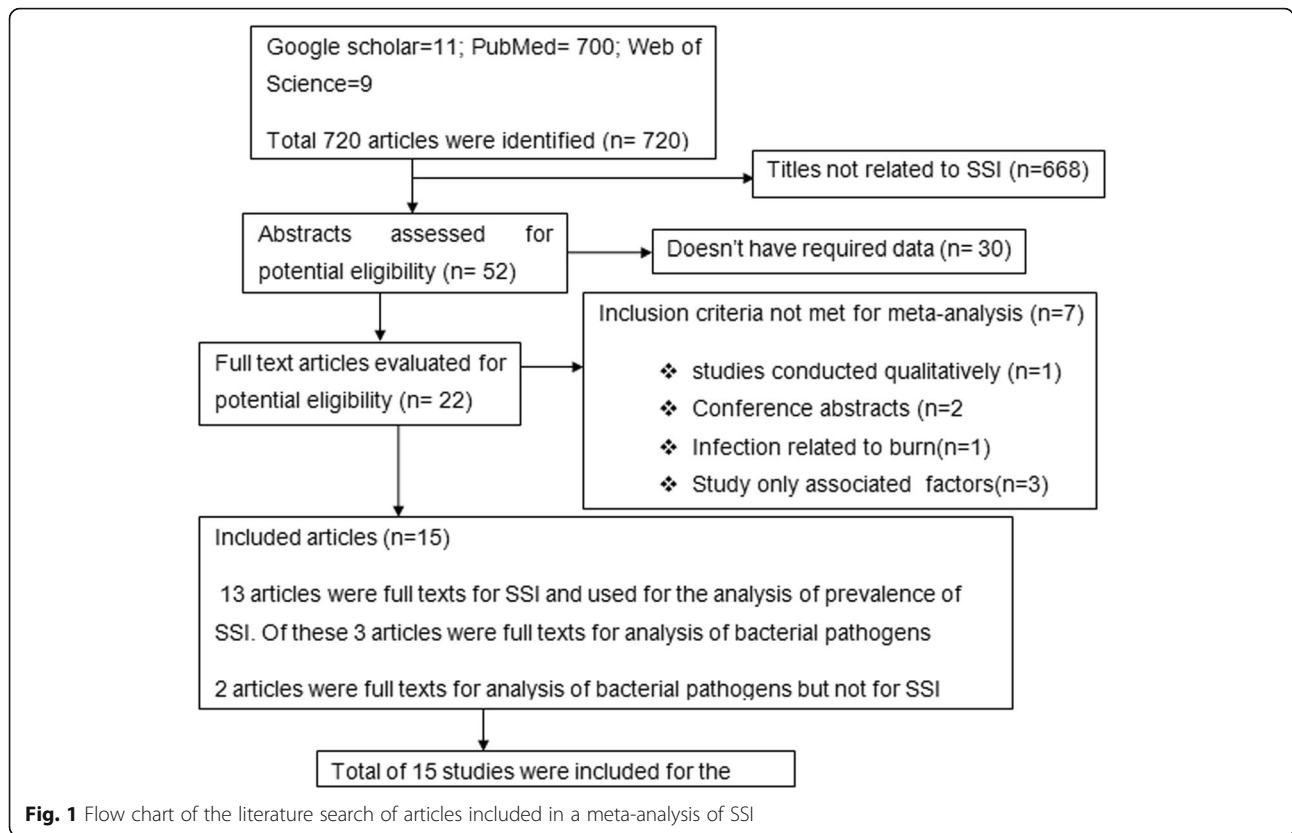 Google scholar=11; PubMed= 700; Web of
Science=9
Total 720 articles were identified (n= 720)
Titles not related to SSI (n=668)
Abstracts assessed for
potential eligibility (n= 52)
Doesn't have required data (n= 30)
Inclusion criteria not met for meta-analysis (n=7)
❖ studies conducted qualitatively (n=1)
❖ Conference abstracts (n=2
❖ Infection related to burn(n=1)
❖ Study only associated factors(n=3)
Full text articles evaluated for
potential eligibility (n= 22)
Included articles (n=15)
13 articles were full texts for SSI and used for the analysis of prevalence of
SSI. Of these 3 articles were full texts for analysis of bacterial pathogens
2 articles were full texts for analysis of bacterial pathogens but not for SSI
Total of 15 studies were included for the
Fig. 1 Flow chart of the literature search of articles included in a meta-analysis of SSI